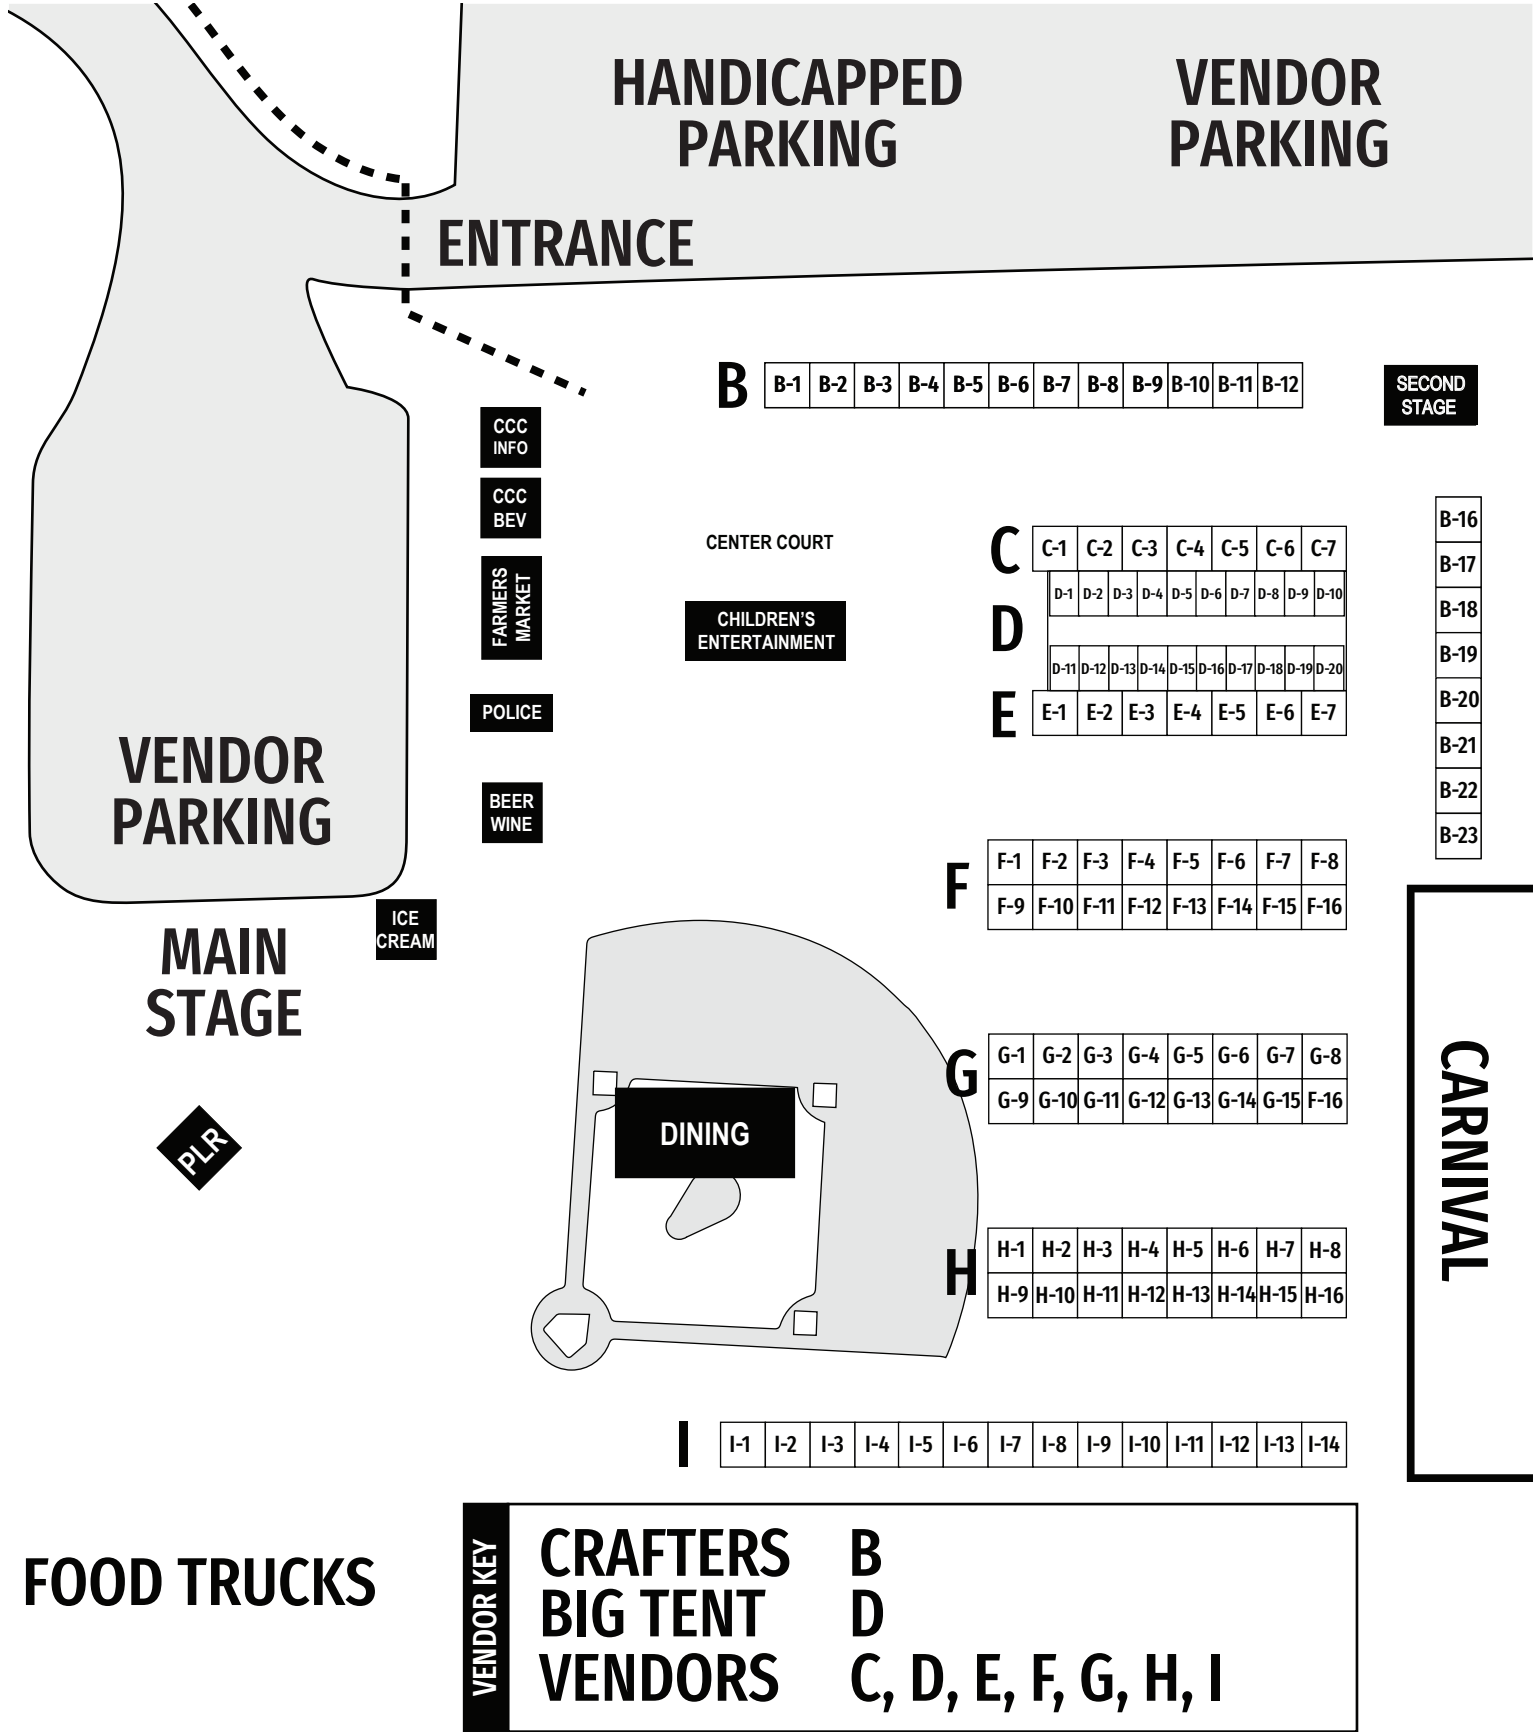 HANDICAPPED
PARKING
VENDOR
PARKING
ENTRANCE
B
B-1 B-2 B-3 B-4 B-5 B-6 B-7 B-8 B-9 B-10 B-11 B-12
SECOND
STAGE
CCC
INFO
CCC
BEV
FARMERS
MARKET
POLICE
BEER
WINE
CENTER COURT
CHILDREN'S
ENTERTAINMENT
C
C-1 C-2 C-3 C-4 C-5 C-6 C-7
D
D-1 D-2 D-3 D-4 D-5 D-6 D-7 D-8 D-9 D-10
D-11 D-12 D-13 D-14 D-15 D-16 D-17 D-18 D-19 D-20
E
E-1 E-2 E-3 E-4 E-5 E-6 E-7
B-16
B-17
B-18
B-19
B-20
B-21
B-22
B-23
VENDOR
PARKING
F
F-1 F-2 F-3 F-4 F-5 F-6 F-7 F-8
F-9 F-10 F-11 F-12 F-13 F-14 F-15 F-16
ICE
CREAM
MAIN
STAGE
G
G-1 G-2 G-3 G-4 G-5 G-6 G-7 G-8
G-9 G-10 G-11 G-12 G-13 G-14 G-15 F-16
CARNIVAL
DINING
PLR
H
H-1 H-2 H-3 H-4 H-5 H-6 H-7 H-8
H-9 H-10 H-11 H-12 H-13 H-14 H-15 H-16
I
I-1 I-2 I-3 I-4 I-5 I-6 I-7 I-8 I-9 I-10 I-11 I-12 I-13 I-14
FOOD TRUCKS
VENDOR KEY
CRAFTERS B
BIG TENT D
VENDORS C, D, E, F, G, H, I